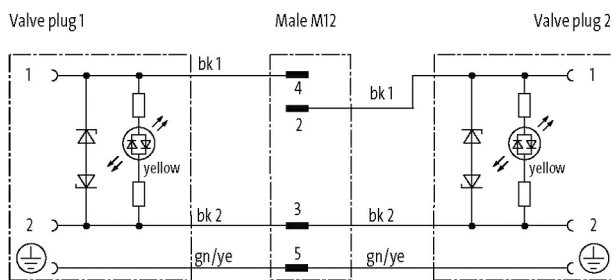 Valve plug 1 Male M12 Valve plug 2
1 bk 1 4 bk 1 1
2
yellow yellow
2 bk 2 3 bk 2 2
gn/ye 5 gn/ye